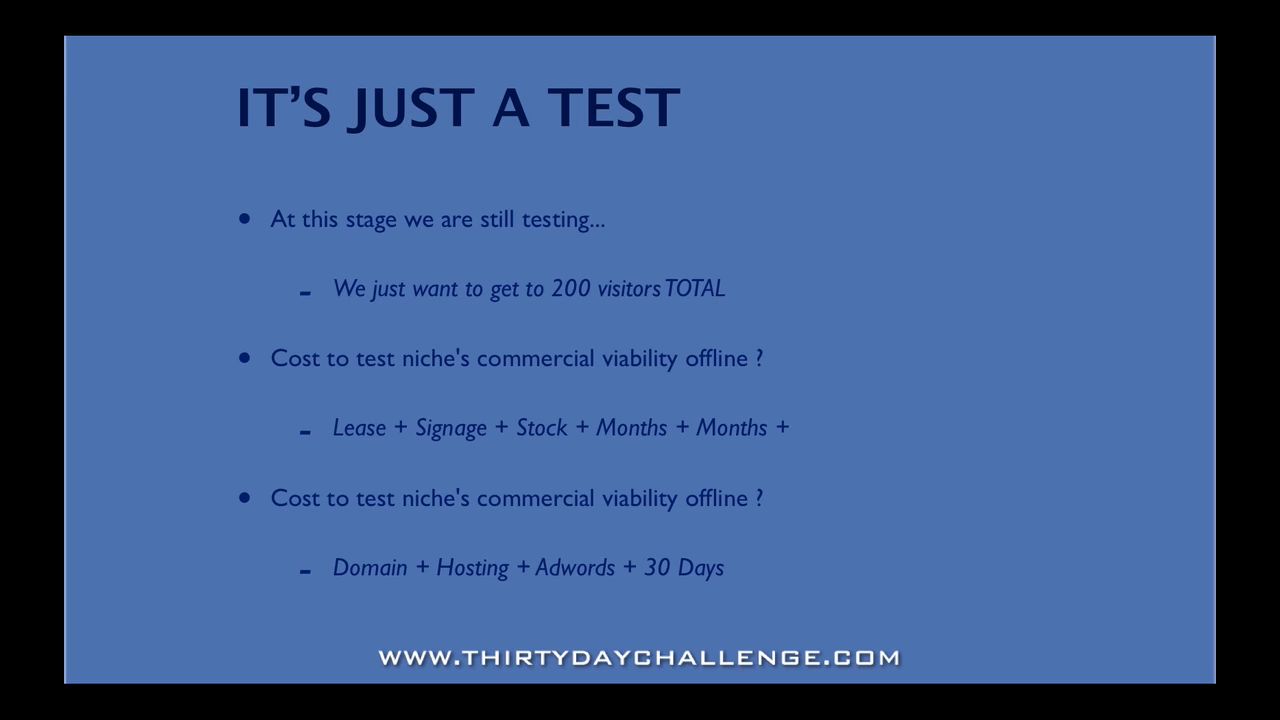 IT’S JUST A TEST
• At this stage we are still testing...
- We just want to get to 200 visitors TOTAL
• Cost to test niche's commercial viability offline ?
- Lease + Signage + Stock + Months + Months +
• Cost to test niche's commercial viability offline ?
- Domain + Hosting + Adwords + 30 Days
WWW.THIRTYDAYCHALLENGE.COM